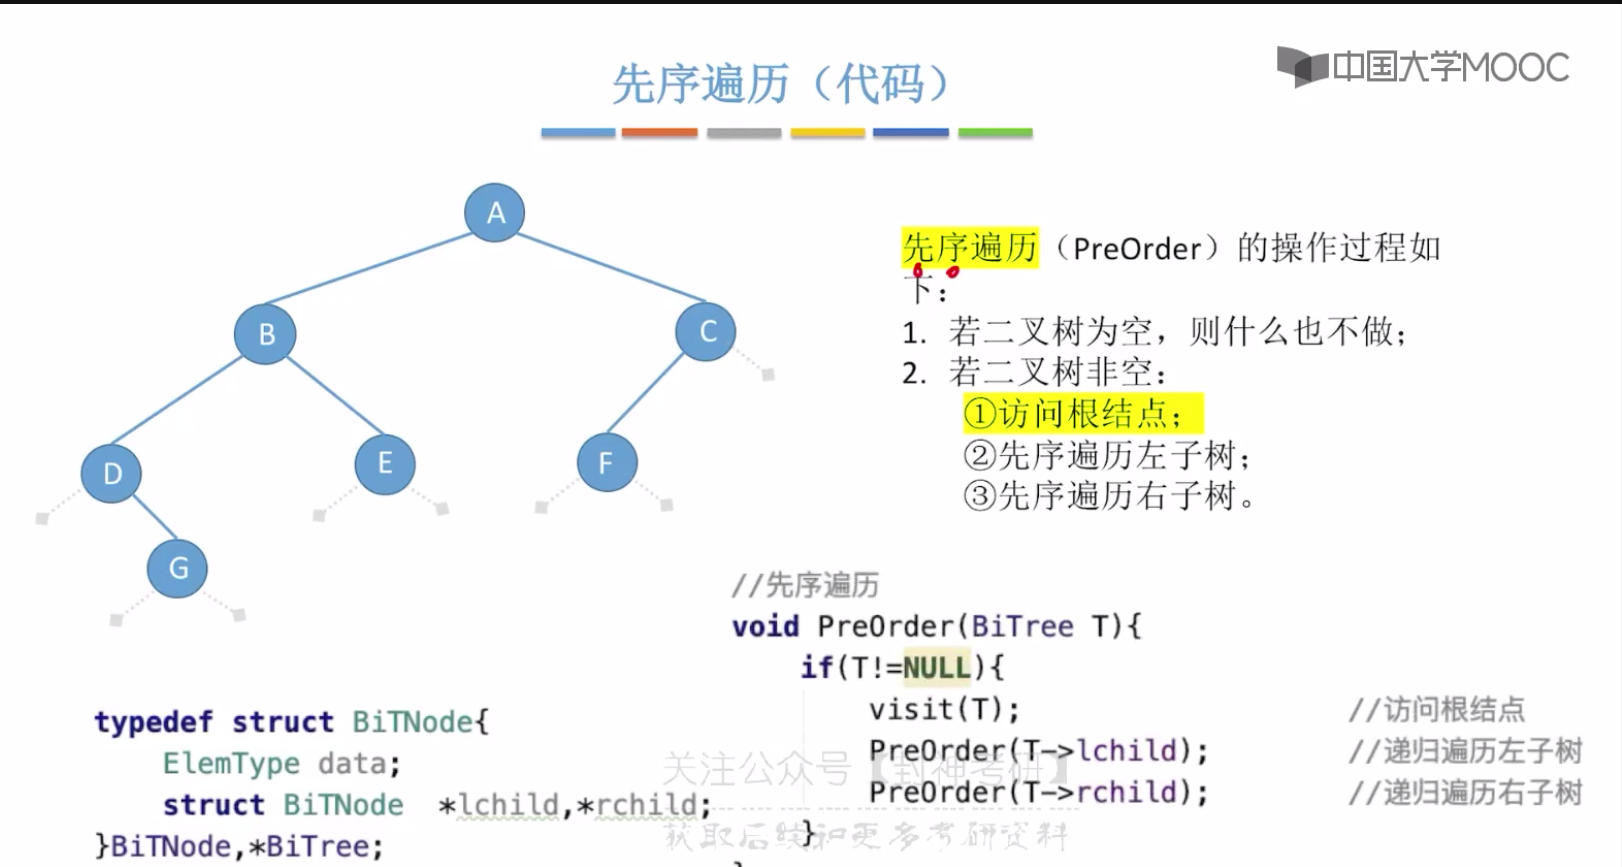 中国大学MOOC
先序遍历（代码）
A
B
C
D
E
F
G
先序遍历（PreOrder）的操作过程如
下：
1. 若二叉树为空，则什么也不做；
2. 若二叉树非空：
①访问根结点；
②先序遍历左子树；
③先序遍历右子树。
typedef struct BiTNode{
ElemType data;
struct BiTNode *lchild,*rchild;
}BiTNode,*BiTree;
//先序遍历
void PreOrder(BiTree T){
if(T!=NULL){
visit(T); //访问根结点
PreOrder(T->lchild); //递归遍历左子树
PreOrder(T->rchild); //递归遍历右子树
}
关注公众号【封神考研】
获取后续和更多考研资料